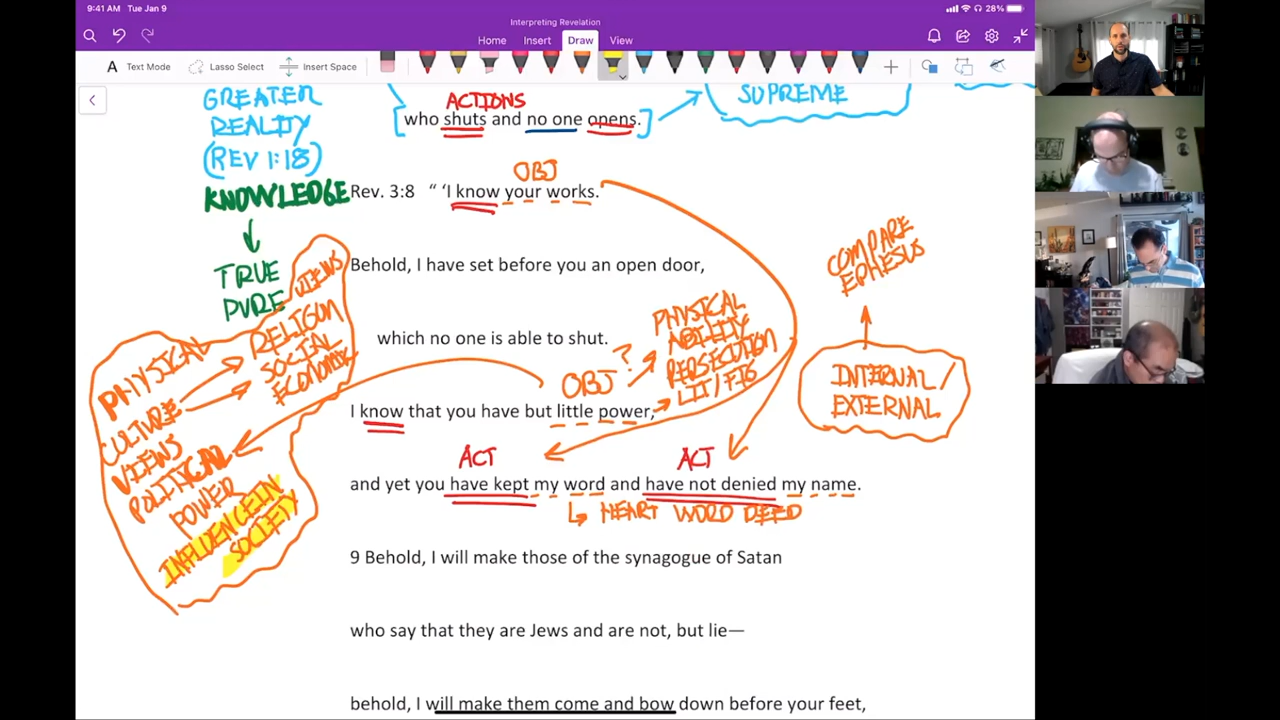 9:41 AM Tue Jan 9
28%
Interpreting Revelation
Home Insert Draw View
A Text Mode Lasso Select Insert Space
GREATER
REALITY
(REV 1:18)
KNOWLEDGE
TRUE
PURE
ACTIONS
[who shuts and no one opens.]
SUPREME
OBJ
Rev. 3:8 “ ‘I know your works.
Behold, I have set before you an open door,
which no one is able to shut.
OBJ
?
PHYSICAL
ABILITY
PERSECUTION
LIT/FIG
COMPARE
EPHESUS
INTERNAL/
EXTERNAL
I know that you have but little power,
ACT ACT
and yet you have kept my word and have not denied my name.
HEART WORD DEED
PHYSICAL
CULTURE
VIEWS
POLITICAL
POWER
INFLUENCE IN
SOCIETY
VIEWS
RELIGION
SOCIAL
ECONOMIC
9 Behold, I will make those of the synagogue of Satan
who say that they are Jews and are not, but lie—
behold, I will make them come and bow down before your feet,